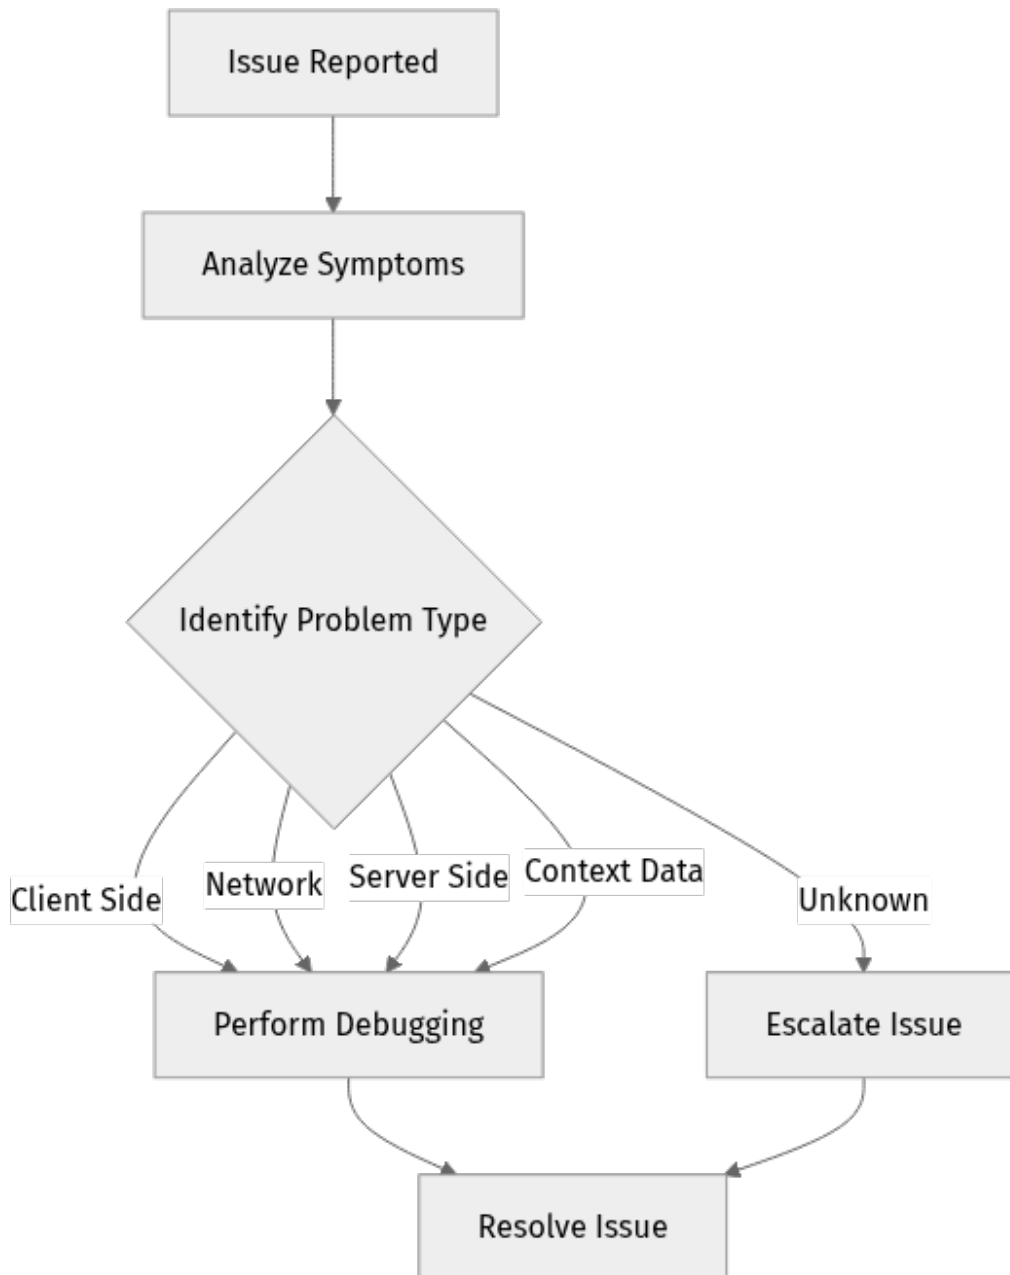 Issue Reported
Analyze Symptoms
Identify Problem Type
Client Side
Network
Server Side
Context Data
Unknown
Perform Debugging
Escalate Issue
Resolve Issue